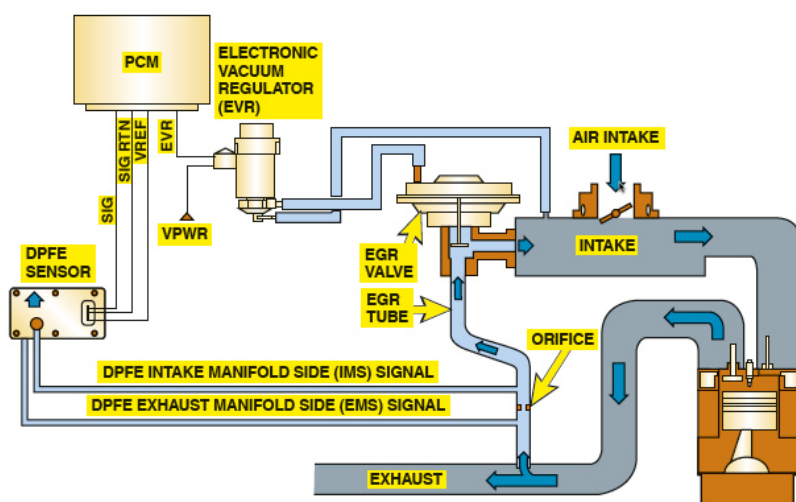 PCM
ELECTRONIC
VACUUM
REGULATOR
(EVR)
SIG
SIG RTN
VREF
EVR
AIR INTAKE
VPWR
DPFE
SENSOR
EGR
VALVE
INTAKE
EGR
TUBE
ORIFICE
DPFE INTAKE MANIFOLD SIDE (IMS) SIGNAL
DPFE EXHAUST MANIFOLD SIDE (EMS) SIGNAL
EXHAUST